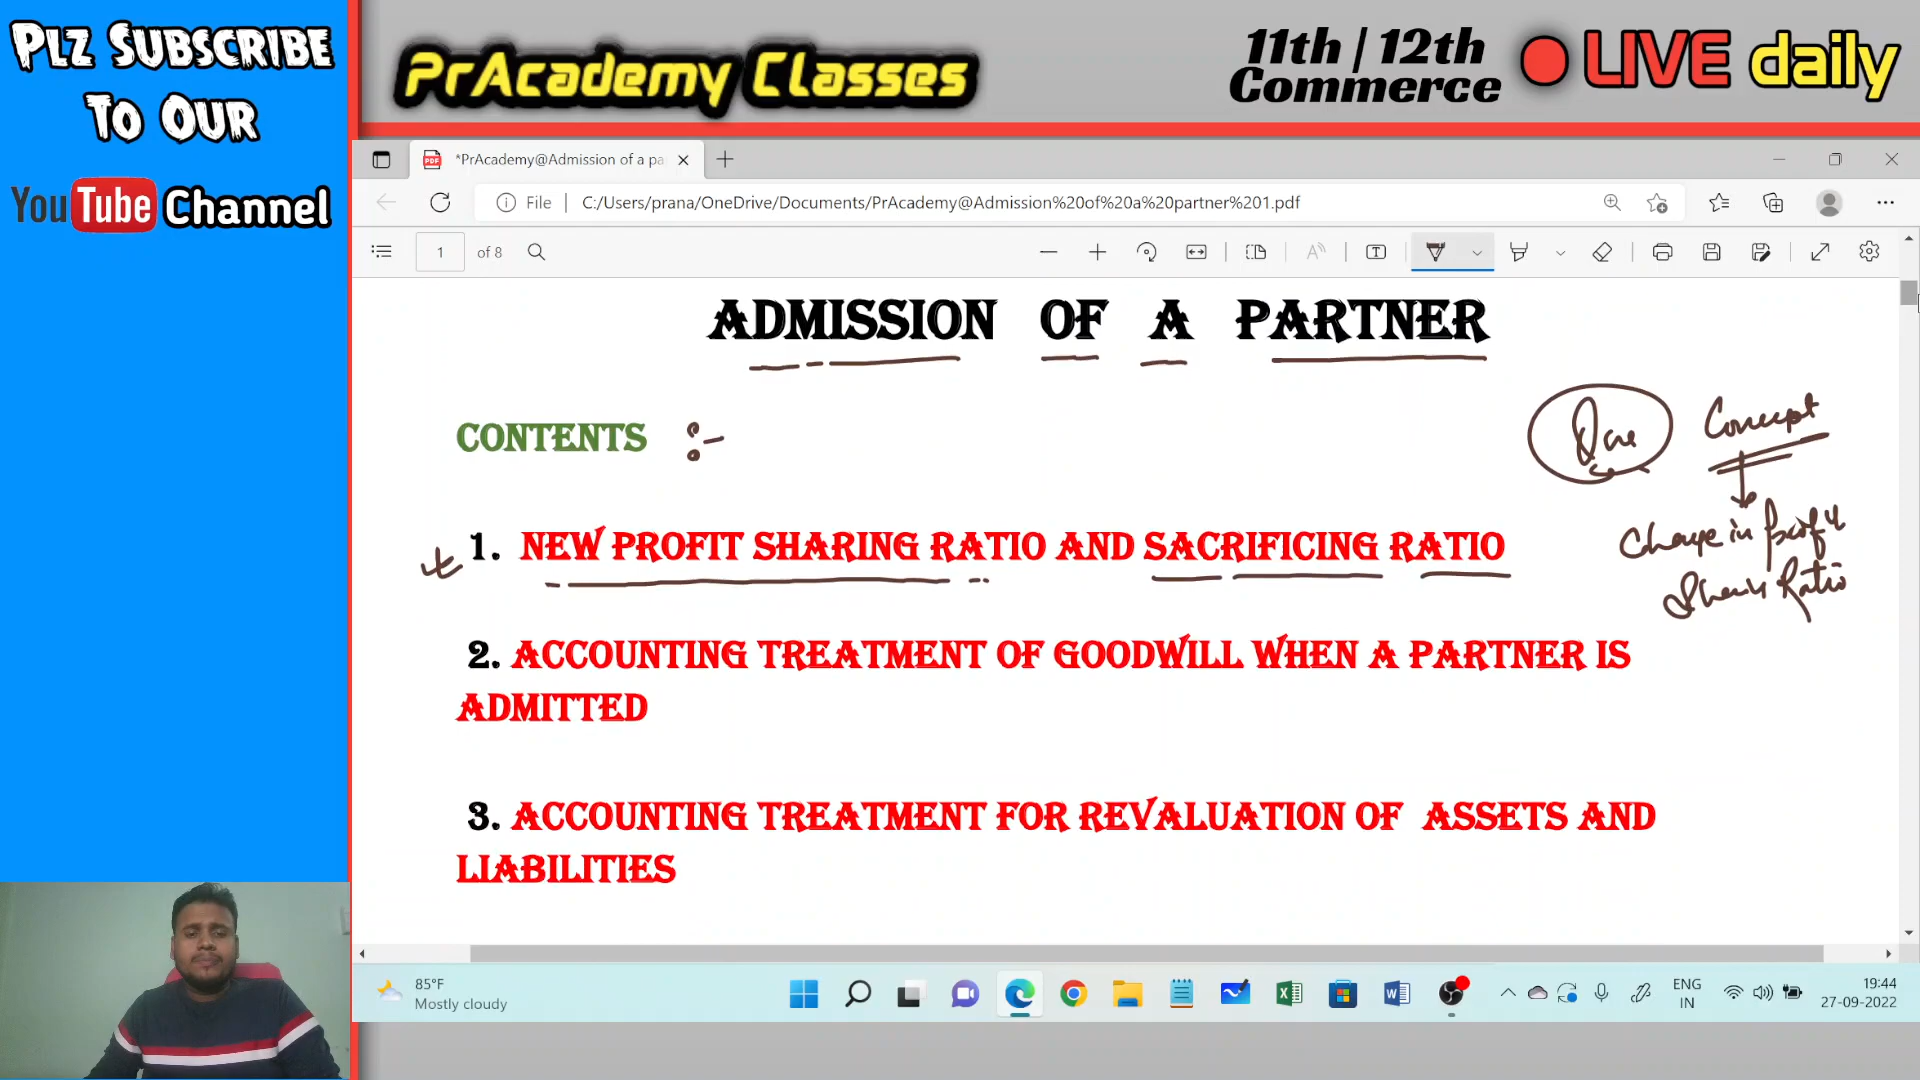 Plz Subscribe
To Our
YouTube Channel
PrAcademy Classes
11th | 12th
Commerce
LIVE daily
*PrAcademy@Admission of a pa
File
C:/Users/prana/OneDrive/Documents/PrAcademy@Admission%20of%20a%20partner%201.pdf
1 of 8
ADMISSION OF A PARTNER
CONTENTS :-
One Concept
Change in Profit
Sharing Ratio
1. NEW PROFIT SHARING RATIO AND SACRIFICING RATIO
2. ACCOUNTING TREATMENT OF GOODWILL WHEN A PARTNER IS
ADMITTED
3. ACCOUNTING TREATMENT FOR REVALUATION OF ASSETS AND
LIABILITIES
85°F
Mostly cloudy
ENG
IN
19:44
27-09-2022